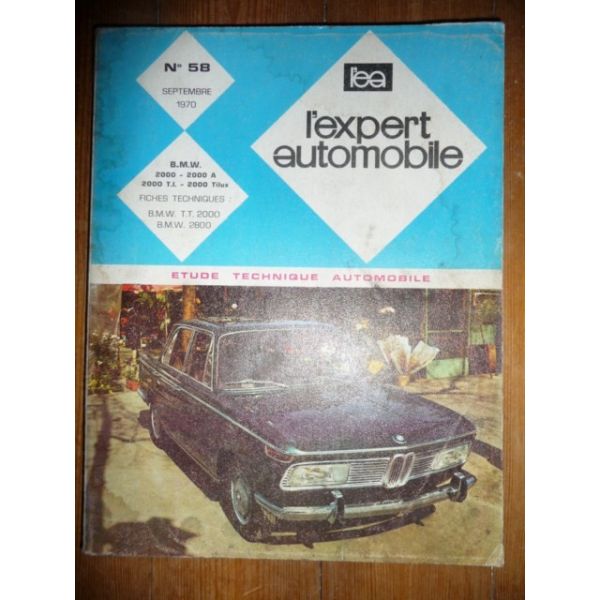 N° 58
SEPTEMBRE
1970
l'ea
l'expert
automobile
B.M.W.
2000 - 2000 A
2000 T.I. - 2000 Tilux
FICHES TECHNIQUES :
B.M.W. T.T. 2000
B.M.W. 2800
ETUDE TECHNIQUE AUTOMOBILE